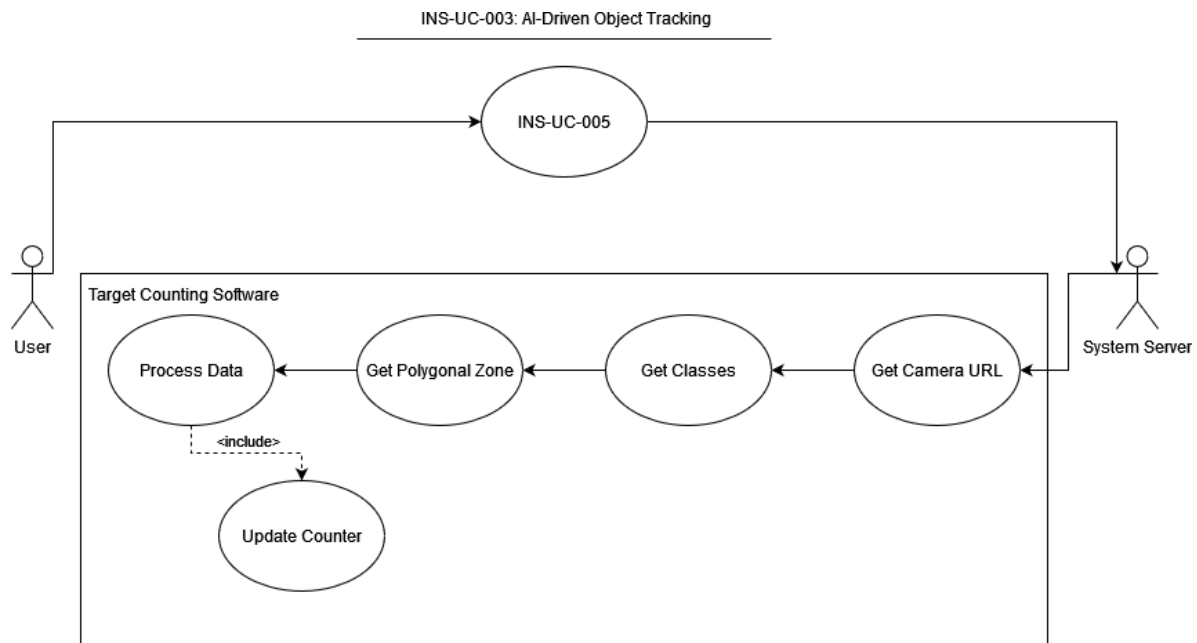 INS-UC-003: AI-Driven Object Tracking
INS-UC-005
Target Counting Software
Process Data
Get Polygonal Zone
Get Classes
Get Camera URL
User
System Server
<include>
Update Counter